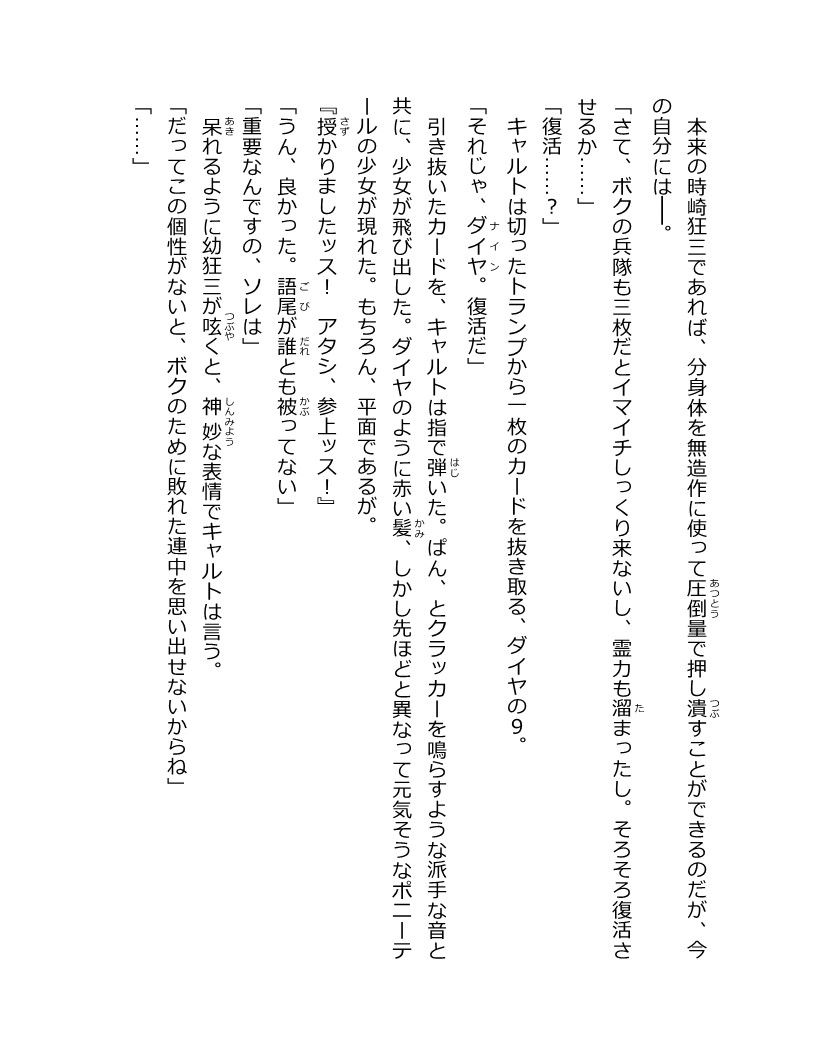 本来の時崎狂三であれば、分身体を無造作に使って圧倒量で押し潰すことができるのだが、今
の自分には――。
「さて、ボクの兵隊も三枚だとイマイチしっくり来ないし、霊力も溜まったし。そろそろ復活さ
せるか……」
「復活……？」
　キャルトは切ったトランプから一枚のカードを抜き取る、ダイヤの９。
「それじゃ、ダイヤ。復活だ」
　引き抜いたカードを、キャルトは指で弾いた。ぱん、とクラッカーを鳴らすような派手な音と
共に、少女が飛び出した。ダイヤのように赤い髪、しかし先ほどと異なって元気そうなポニーテ
ールの少女が現れた。もちろん、平面であるが。
『授かりましたッス！　アタシ、参上ッス！』
「うん、良かった。語尾が誰とも被ってない」
「重要なんですの、ソレは」
　呆れるように幼狂三が呟くと、神妙な表情でキャルトは言う。
「だってこの個性がないと、ボクのために敗れた連中を思い出せないからね」
「……」